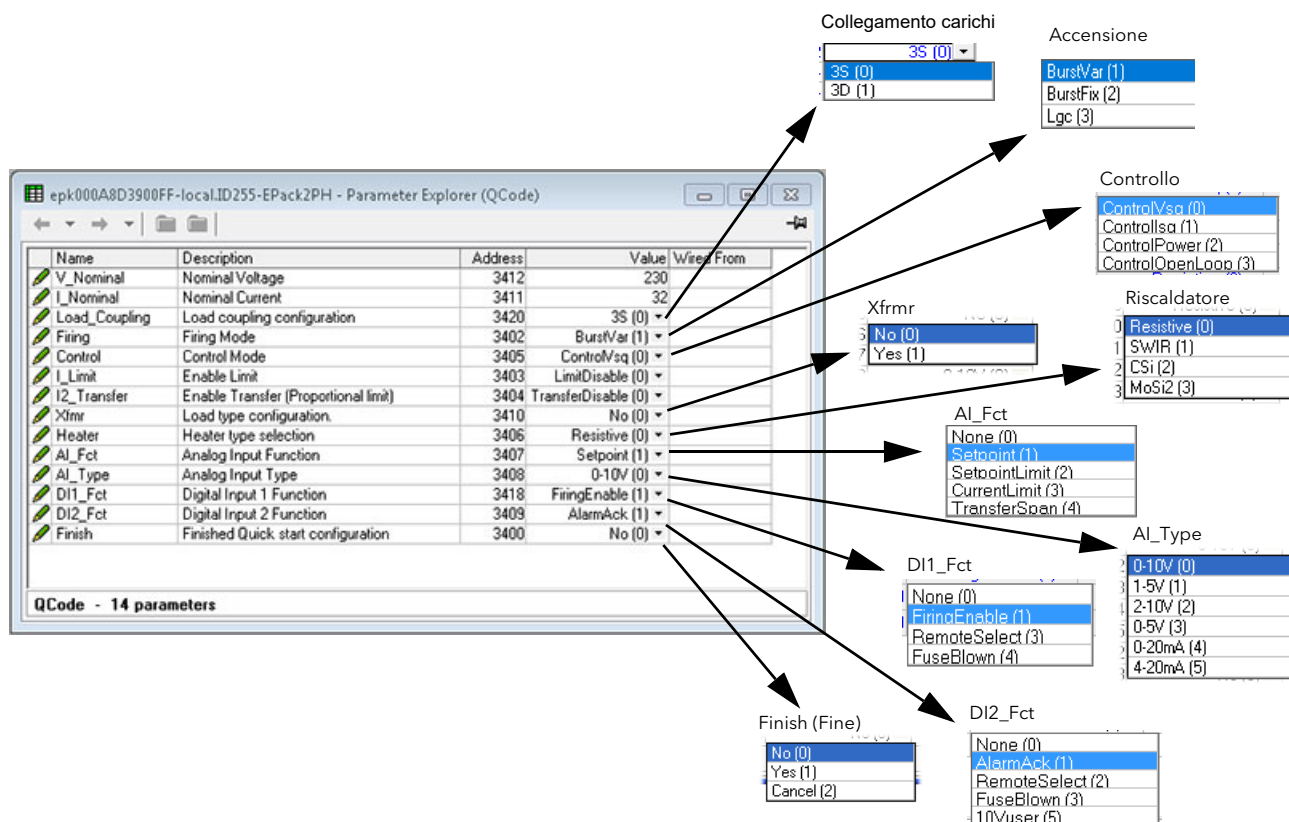 Collegamento carichi
3S (0)
3S (0)
3D (1)
Accensione
BurstVar (1)
BurstFix (2)
Lgc (3)
epk000A8D3900FF-local.ID255-EPack2PH - Parameter Explorer (QCode)
Name Description Address Value Wired From
V_Nominal Nominal Voltage 3412 230
I_Nominal Nominal Current 3411 32
Load_Coupling Load coupling configuration 3420 3S (0)
Firing Firing Mode 3402 BurstVar (1)
Control Control Mode 3405 ControlVsq (0)
I_Limit Enable Limit 3403 LimitDisable (0)
I2_Transfer Enable Transfer (Proportional limit) 3404 TransferDisable (0)
Xfmr Load type configuration. 3410 No (0)
Heater Heater type selection 3406 Resistive (0)
AI_Fct Analog Input Function 3407 Setpoint (1)
AI_Type Analog Input Type 3408 0-10V (0)
DI1_Fct Digital Input 1 Function 3418 FiringEnable (1)
DI2_Fct Digital Input 2 Function 3409 AlarmAck (1)
Finish Finished Quick start configuration 3400 No (0)
QCode - 14 parameters
Controllo
ControlVsq (0)
ControlIsq (1)
ControlPower (2)
ControlOpenLoop (3)
Xfrmr
No (0)
Yes (1)
Riscaldatore
Resistive (0)
SWIR (1)
CSi (2)
MoSi2 (3)
AI_Fct
None (0)
Setpoint (1)
SetpointLimit (2)
CurrentLimit (3)
TransferSpan (4)
AI_Type
0-10V (0)
1-5V (1)
2-10V (2)
0-5V (3)
0-20mA (4)
4-20mA (5)
DI1_Fct
None (0)
FiringEnable (1)
RemoteSelect (3)
FuseBlown (4)
Finish (Fine)
No (0)
Yes (1)
Cancel (2)
DI2_Fct
None (0)
AlarmAck (1)
RemoteSelect (2)
FuseBlown (3)
10Vuser (5)